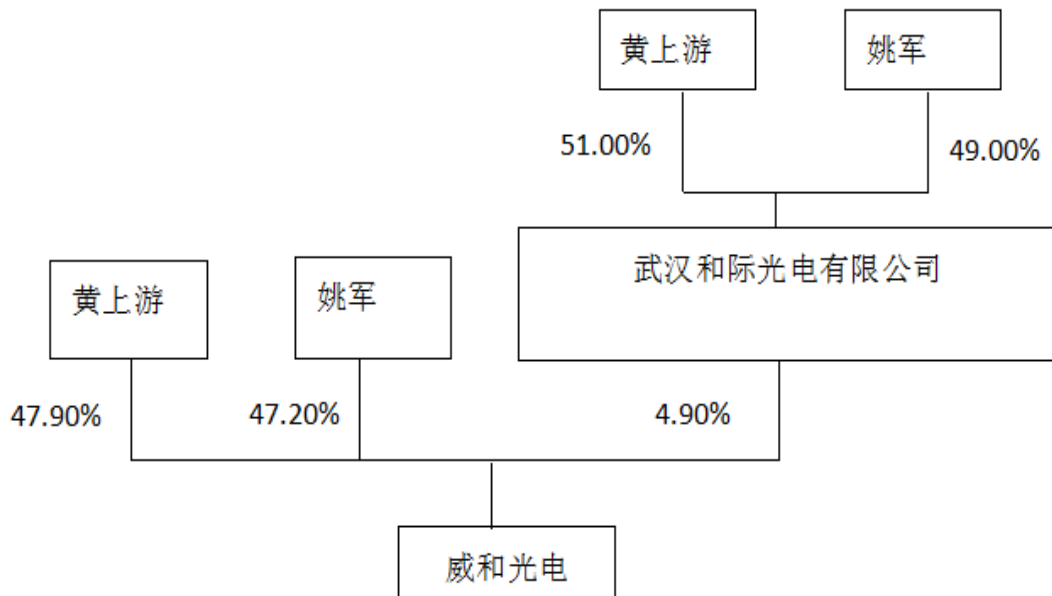 黄上游
姚军
51.00%
49.00%
武汉和际光电有限公司
黄上游
姚军
47.90%
47.20%
4.90%
威和光电